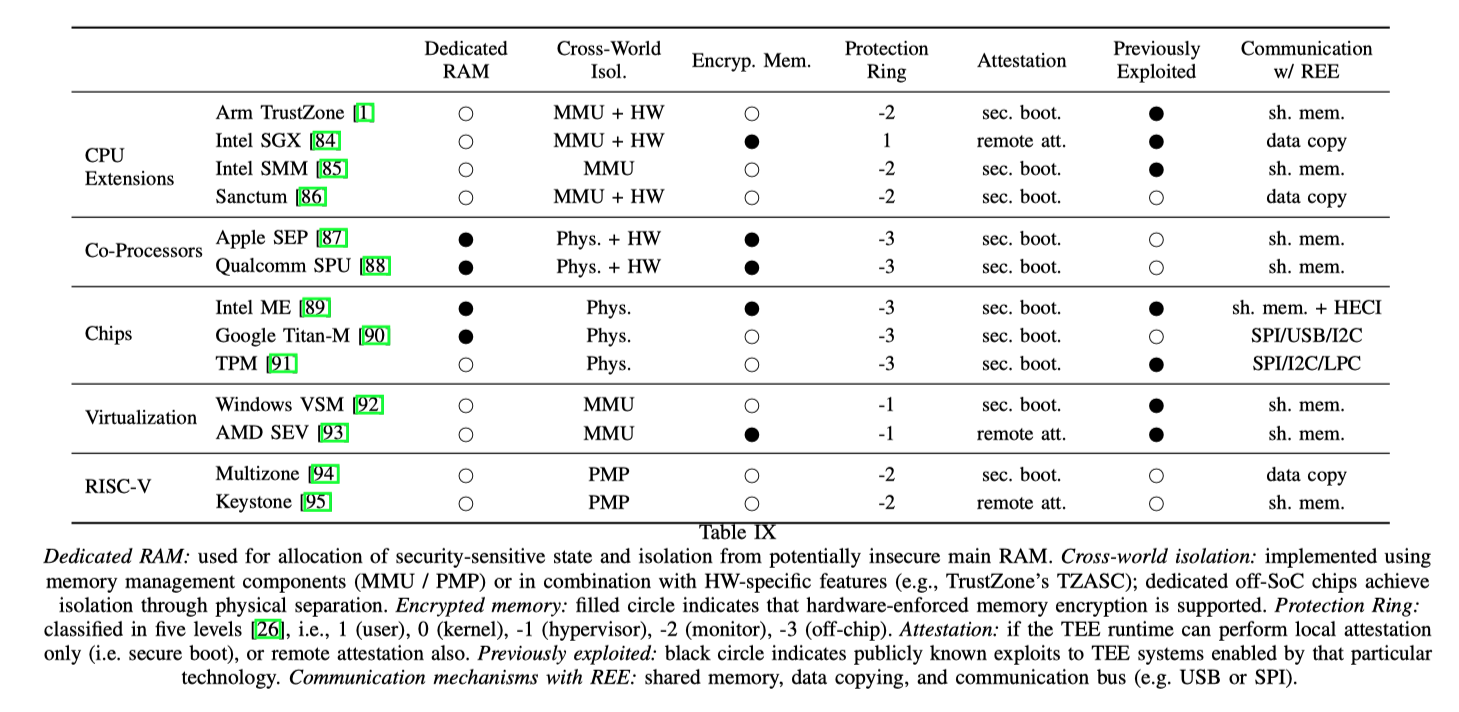 Dedicated RAM Cross-World Isol. Encryp. Mem. Protection Ring Attestation Previously Exploited Communication w/ REE
CPU Extensions
Arm TrustZone [1] ○ MMU + HW ○ -2 sec. boot. ● sh. mem.
Intel SGX [84] ○ MMU + HW ● 1 remote att. ● data copy
Intel SMM [85] ○ MMU ○ -2 sec. boot. ● sh. mem.
Sanctum [86] ○ MMU + HW ○ -2 sec. boot. ○ data copy
Co-Processors
Apple SEP [87] ● Phys. + HW ● -3 sec. boot. ○ sh. mem.
Qualcomm SPU [88] ● Phys. + HW ● -3 sec. boot. ○ sh. mem.
Chips
Intel ME [89] ● Phys. ● -3 sec. boot. ● sh. mem. + HECI
Google Titan-M [90] ● Phys. ○ -3 sec. boot. ○ SPI/USB/I2C
TPM [91] ○ Phys. ○ -3 sec. boot. ● SPI/I2C/LPC
Virtualization
Windows VSM [92] ○ MMU ○ -1 sec. boot. ● sh. mem.
AMD SEV [93] ○ MMU ● -1 remote att. ● sh. mem.
RISC-V
Multizone [94] ○ PMP ○ -2 sec. boot. ○ data copy
Keystone [95] ○ PMP ○ -2 remote att. ○ sh. mem.
Table IX
Dedicated RAM: used for allocation of security-sensitive state and isolation from potentially insecure main RAM. Cross-world isolation: implemented using
memory management components (MMU / PMP) or in combination with HW-specific features (e.g., TrustZone's TZASC); dedicated off-SoC chips achieve
isolation through physical separation. Encrypted memory: filled circle indicates that hardware-enforced memory encryption is supported. Protection Ring:
classified in five levels [26], i.e., 1 (user), 0 (kernel), -1 (hypervisor), -2 (monitor), -3 (off-chip). Attestation: if the TEE runtime can perform local attestation
only (i.e. secure boot), or remote attestation also. Previously exploited: black circle indicates publicly known exploits to TEE systems enabled by that particular
technology. Communication mechanisms with REE: shared memory, data copying, and communication bus (e.g. USB or SPI).